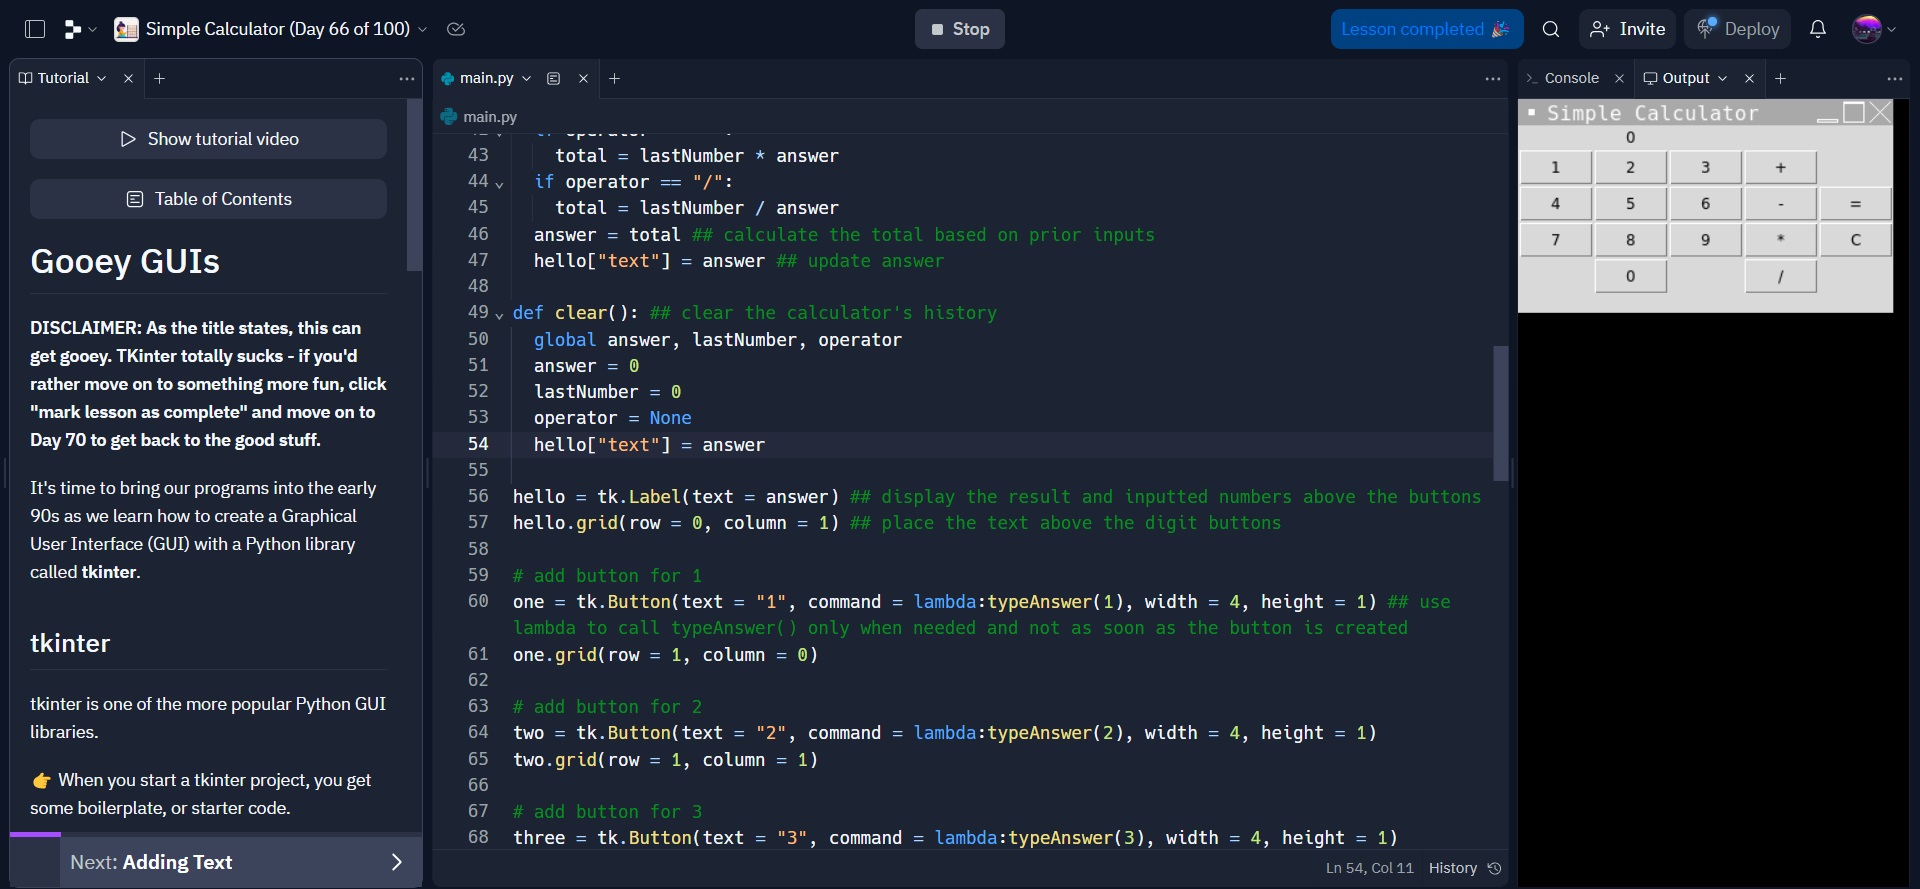 Simple Calculator (Day 66 of 100)
Stop
Lesson completed 🎉
Invite
Deploy
Tutorial
Show tutorial video
Table of Contents
Gooey GUIs
DISCLAIMER: As the title states, this can
get gooey. TKinter totally sucks - if you'd
rather move on to something more fun, click
"mark lesson as complete" and move on to
Day 70 to get back to the good stuff.
It's time to bring our programs into the early
90s as we learn how to create a Graphical
User Interface (GUI) with a Python library
called tkinter.
tkinter
tkinter is one of the more popular Python GUI
libraries.
👉 When you start a tkinter project, you get
some boilerplate, or starter code.
Next: Adding Text
main.py
main.py
43 total = lastNumber * answer
44 if operator == "/":
45 total = lastNumber / answer
46 answer = total ## calculate the total based on prior inputs
47 hello["text"] = answer ## update answer
48
49 def clear(): ## clear the calculator's history
50 global answer, lastNumber, operator
51 answer = 0
52 lastNumber = 0
53 operator = None
54 hello["text"] = answer
55
56 hello = tk.Label(text = answer) ## display the result and inputted numbers above the buttons
57 hello.grid(row = 0, column = 1) ## place the text above the digit buttons
58
59 # add button for 1
60 one = tk.Button(text = "1", command = lambda:typeAnswer(1), width = 4, height = 1) ## use
lambda to call typeAnswer() only when needed and not as soon as the button is created
61 one.grid(row = 1, column = 0)
62
63 # add button for 2
64 two = tk.Button(text = "2", command = lambda:typeAnswer(2), width = 4, height = 1)
65 two.grid(row = 1, column = 1)
66
67 # add button for 3
68 three = tk.Button(text = "3", command = lambda:typeAnswer(3), width = 4, height = 1)
Ln 54, Col 11 History
Console
Output
Simple Calculator
0
1 2 3 +
4 5 6 - =
7 8 9 * C
0 /